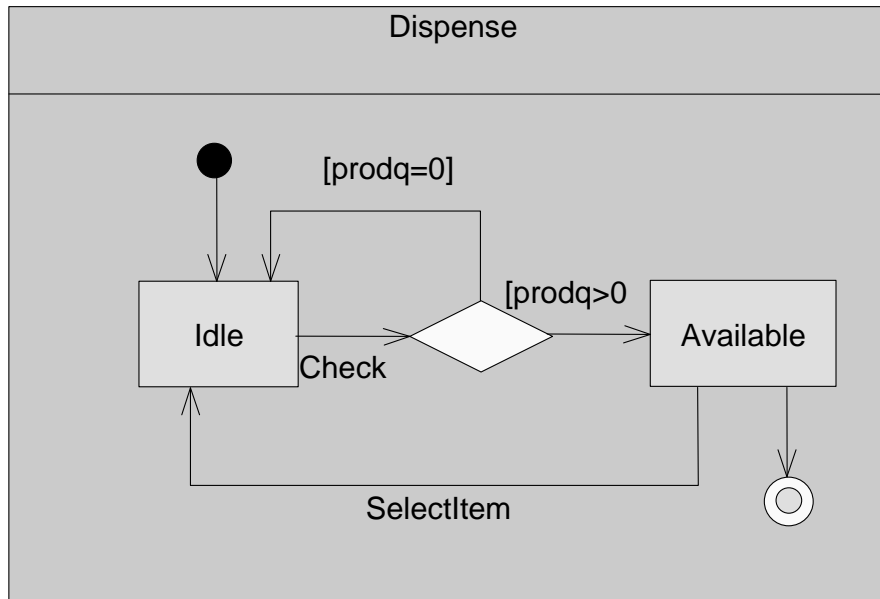 Dispense
[prodq=0]
[prodq>0
Idle
Available
Check
SelectItem